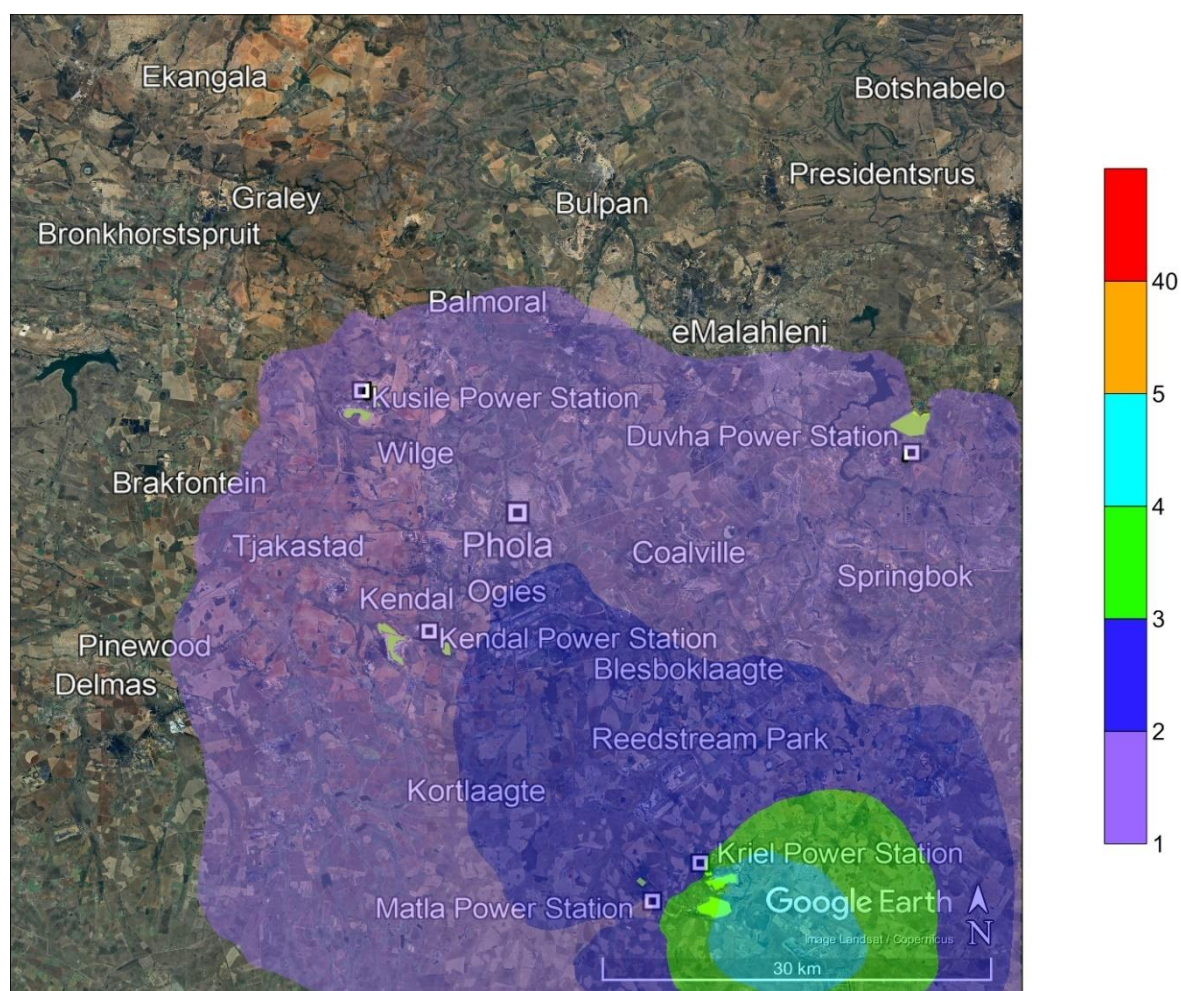 Ekangala
Botshabelo
Presidentsrus
Graley
Bulpan
Bronkhorstspruit
40
Balmoral
eMalahleni
5
Kusile Power Station
Duvha Power Station
Wilge
Brakfontein
4
Phola
Tjakastad
Coalville
Springbok
Kendal
Ogies
3
Pinewood
Kendal Power Station
Blesboklaagte
Delmas
2
Reedstream Park
Kortlaagte
1
Kriel Power Station
Matla Power Station
Google Earth
N
Image Landsat / Copernicus
30 km